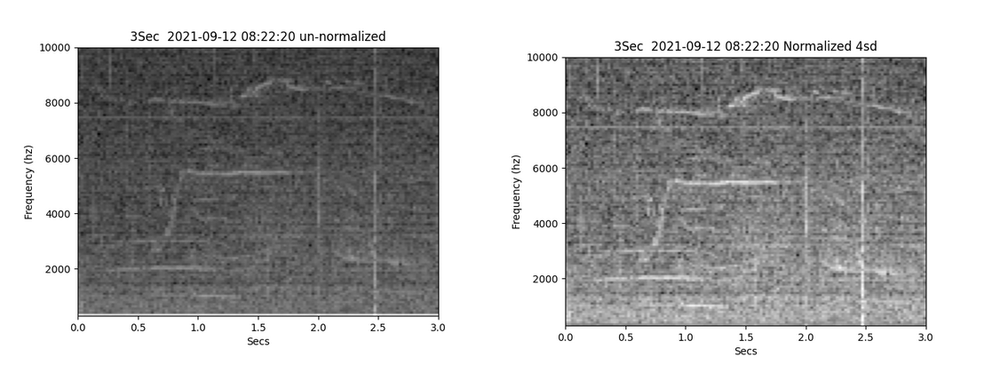 3Sec  2021-09-12 08:22:20 un-normalized
10000
8000
6000
4000
2000
Frequency (hz)
0.0 0.5 1.0 1.5 2.0 2.5 3.0
Secs
3Sec  2021-09-12 08:22:20 Normalized 4sd
10000
8000
6000
4000
2000
Frequency (hz)
0.0 0.5 1.0 1.5 2.0 2.5 3.0
Secs